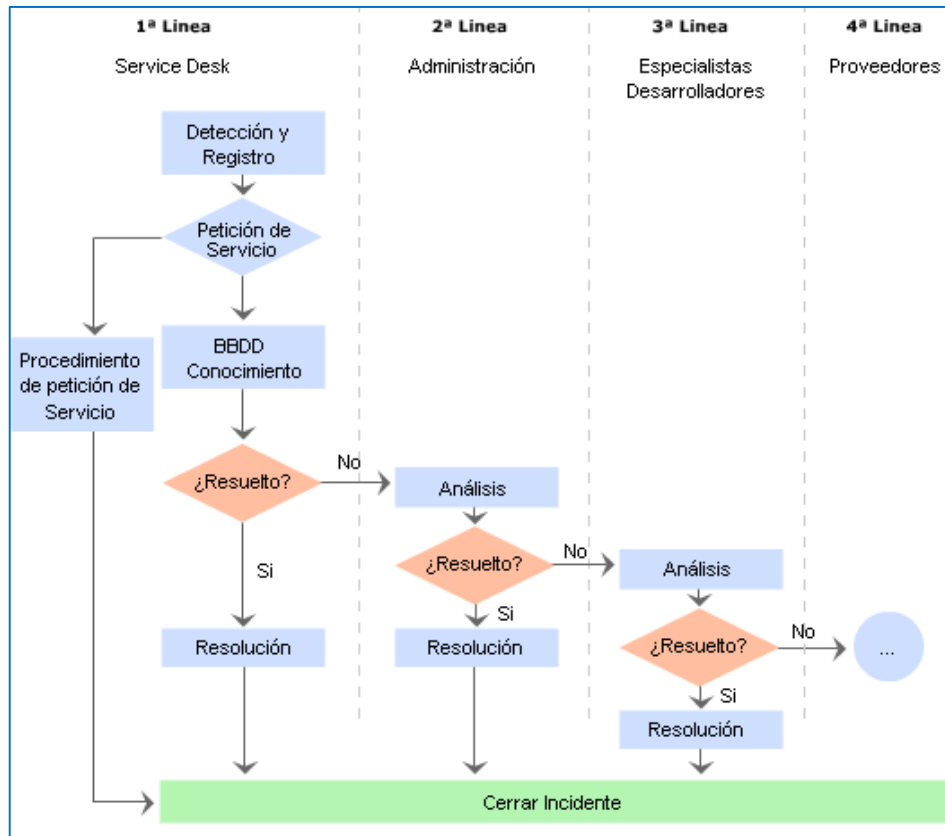 1ª Linea
2ª Linea
3ª Linea
4ª Linea
Service Desk
Administración
Especialistas
Desarrolladores
Proveedores
Detección y
Registro
Petición de
Servicio
Procedimiento
de petición de
Servicio
BBDD
Conocimiento
¿Resuelto?
No
Análisis
¿Resuelto?
No
Análisis
Si
Si
¿Resuelto?
No
...
Resolución
Resolución
Si
Resolución
Cerrar Incidente